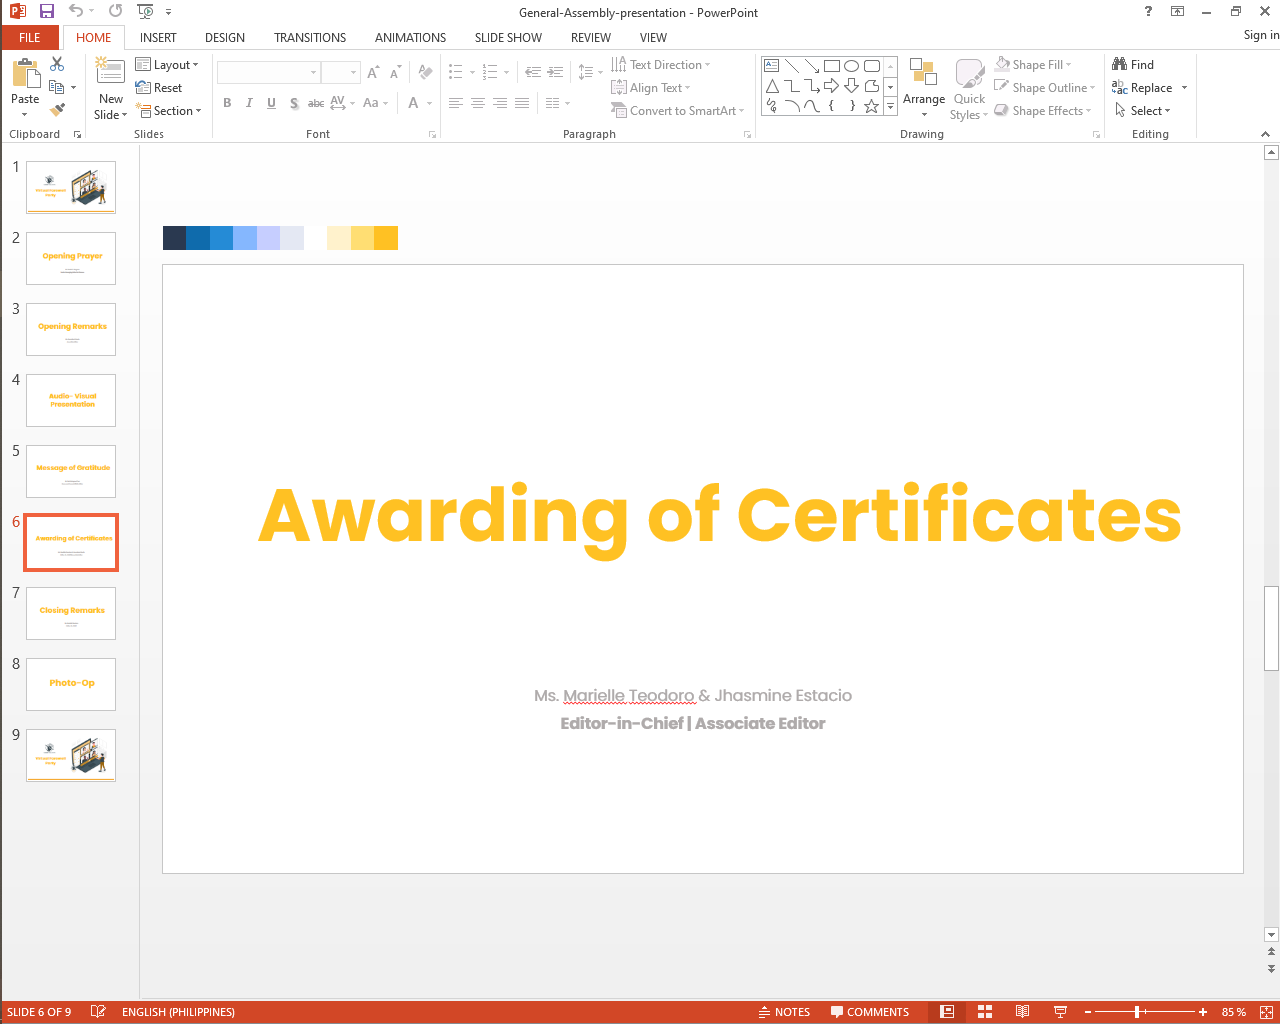 General-Assembly-presentation - PowerPoint
Sign in
FILE HOME INSERT DESIGN TRANSITIONS ANIMATIONS SLIDE SHOW REVIEW VIEW
Paste
New Slide
Layout
Reset
Section
B I U S abc AV Aa A
Text Direction
Align Text
Convert to SmartArt
Arrange
Quick Styles
Shape Fill
Shape Outline
Shape Effects
Find
Replace
Select
Clipboard Slides Font Paragraph Drawing Editing
1
2
Opening Prayer
3
Opening Remarks
4
Audio- Visual
Presentation
5
Message of Gratitude
6
Awarding of Certificates
7
Closing Remarks
8
Photo-Op
9
Awarding of Certificates
Ms. Marielle Teodoro & Jhasmine Estacio
Editor-in-Chief | Associate Editor
SLIDE 6 OF 9 ENGLISH (PHILIPPINES) NOTES COMMENTS 85 %